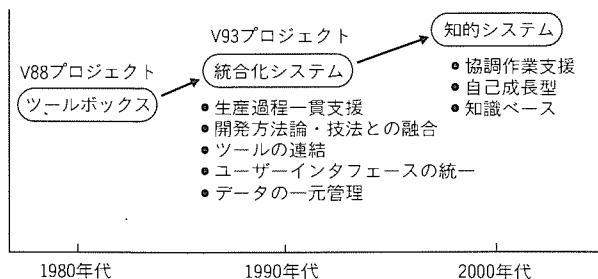 V88プロジェクト
ツールボックス
V93プロジェクト
統合化システム
● 生産過程一貫支援
● 開発方法論・技法との融合
● ツールの連結
● ユーザーインタフェースの統一
● データの一元管理
知的システム
● 協調作業支援
● 自己成長型
● 知識ベース
1980年代
1990年代
2000年代